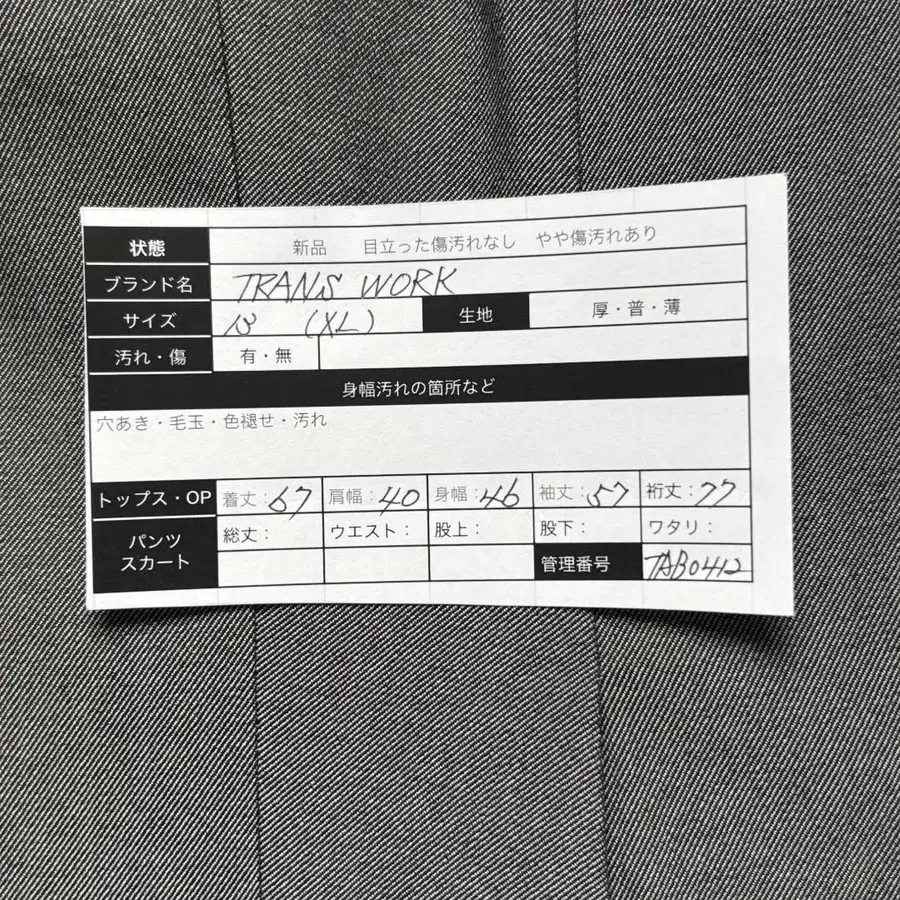 状態 新品 目立った傷汚れなし やや傷汚れあり
ブランド名 TRANS WORK
サイズ 13 (XL) 生地 厚・普・薄
汚れ・傷 有・無
身幅汚れの箇所など
穴あき・毛玉・色褪せ・汚れ
トップス・OP 着丈:67 肩幅:40 身幅:46 袖丈:57 裄丈:77
パンツ スカート 総丈: ウエスト: 股上: 股下: ワタリ:
管理番号 TAB0412